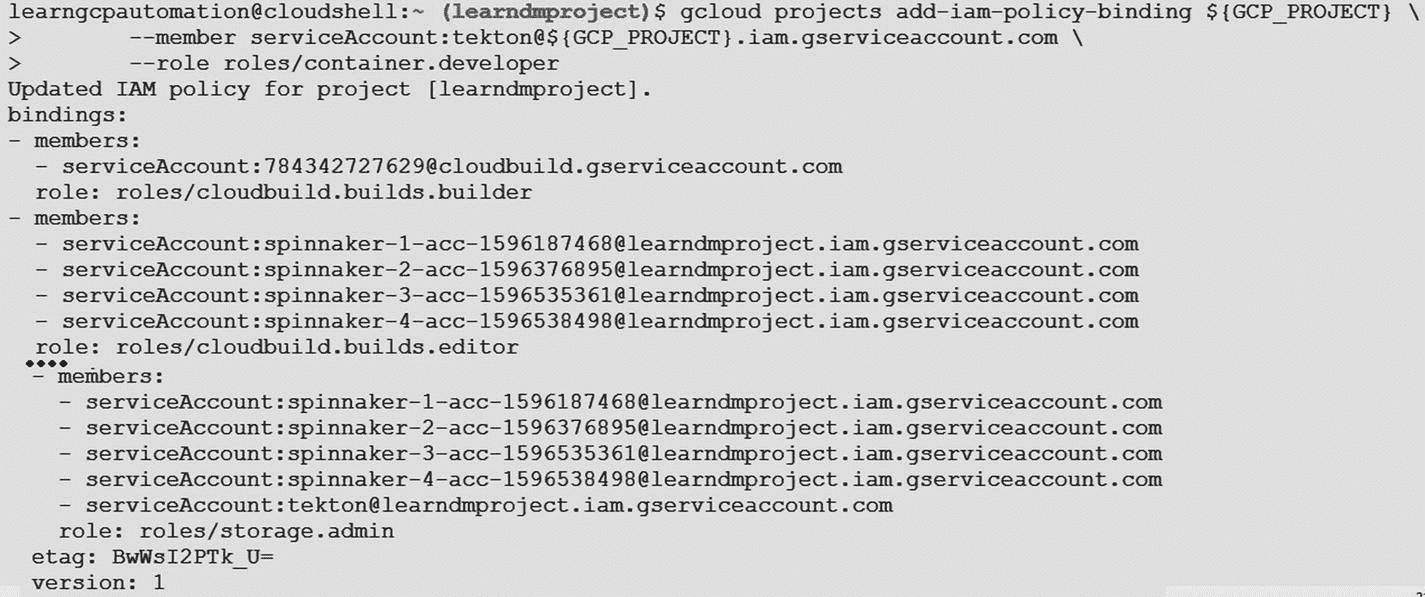 learngcpautomation@cloudshell:~ (learndmproject)$ gcloud projects add-iam-policy-binding ${GCP_PROJECT} \
>        --member serviceAccount:tekton@${GCP_PROJECT}.iam.gserviceaccount.com \
>        --role roles/container.developer
Updated IAM policy for project [learndmproject].
bindings:
- members:
  - serviceAccount:784342727629@cloudbuild.gserviceaccount.com
  role: roles/cloudbuild.builds.builder
- members:
  - serviceAccount:spinnaker-1-acc-1596187468@learndmproject.iam.gserviceaccount.com
  - serviceAccount:spinnaker-2-acc-1596376895@learndmproject.iam.gserviceaccount.com
  - serviceAccount:spinnaker-3-acc-1596535361@learndmproject.iam.gserviceaccount.com
  - serviceAccount:spinnaker-4-acc-1596538498@learndmproject.iam.gserviceaccount.com
  role: roles/cloudbuild.builds.editor
....
- members:
  - serviceAccount:spinnaker-1-acc-1596187468@learndmproject.iam.gserviceaccount.com
  - serviceAccount:spinnaker-2-acc-1596376895@learndmproject.iam.gserviceaccount.com
  - serviceAccount:spinnaker-3-acc-1596535361@learndmproject.iam.gserviceaccount.com
  - serviceAccount:spinnaker-4-acc-1596538498@learndmproject.iam.gserviceaccount.com
  - serviceAccount:tekton@learndmproject.iam.gserviceaccount.com
  role: roles/storage.admin
etag: BwWsI2PTk_U=
version: 1